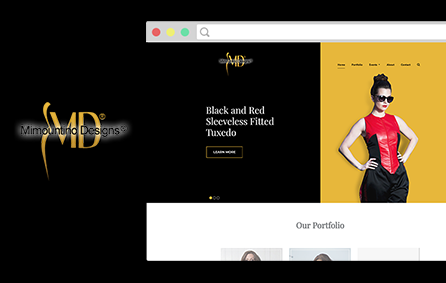 MD®
Mimountino Designs
MD
Home Portfolio Events About Contact
Black and Red
Sleeveless Fitted
Tuxedo
LEARN MORE
Our Portfolio